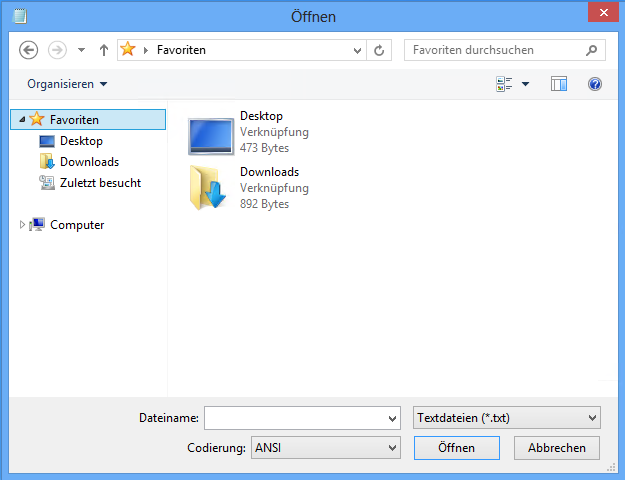 Öffnen
Favoriten
Favoriten durchsuchen
Organisieren
Favoriten
Desktop
Downloads
Zuletzt besucht
Computer
Desktop
Verknüpfung
473 Bytes
Downloads
Verknüpfung
892 Bytes
Dateiname:
Textdateien (*.txt)
Codierung: ANSI
Öffnen
Abbrechen